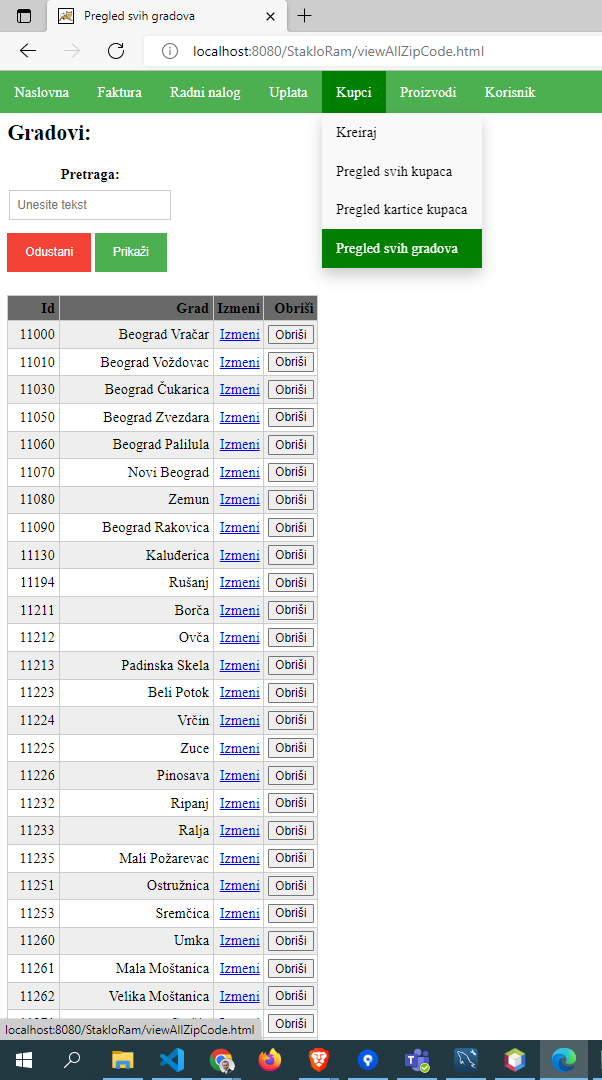 Pregled svih gradova
localhost:8080/StakloRam/viewAllZipCode.html
Naslovna Faktura Radni nalog Uplata Kupci Proizvodi Korisnik
Kreiraj
Pregled svih kupaca
Pregled kartice kupaca
Pregled svih gradova
Gradovi:
Pretraga:
Unesite tekst
Odustani Prikaži
Id Grad Izmeni Obriši
11000 Beograd Vračar Izmeni Obriši
11010 Beograd Voždovac Izmeni Obriši
11030 Beograd Čukarica Izmeni Obriši
11050 Beograd Zvezdara Izmeni Obriši
11060 Beograd Palilula Izmeni Obriši
11070 Novi Beograd Izmeni Obriši
11080 Zemun Izmeni Obriši
11090 Beograd Rakovica Izmeni Obriši
11130 Kaluđerica Izmeni Obriši
11194 Rušanj Izmeni Obriši
11211 Borča Izmeni Obriši
11212 Ovča Izmeni Obriši
11213 Padinska Skela Izmeni Obriši
11223 Beli Potok Izmeni Obriši
11224 Vrčin Izmeni Obriši
11225 Zuce Izmeni Obriši
11226 Pinosava Izmeni Obriši
11232 Ripanj Izmeni Obriši
11233 Ralja Izmeni Obriši
11235 Mali Požarevac Izmeni Obriši
11251 Ostružnica Izmeni Obriši
11253 Sremčica Izmeni Obriši
11260 Umka Izmeni Obriši
11261 Mala Moštanica Izmeni Obriši
11262 Velika Moštanica Izmeni Obriši
Obriši
localhost:8080/StakloRam/viewAllZipCode.html